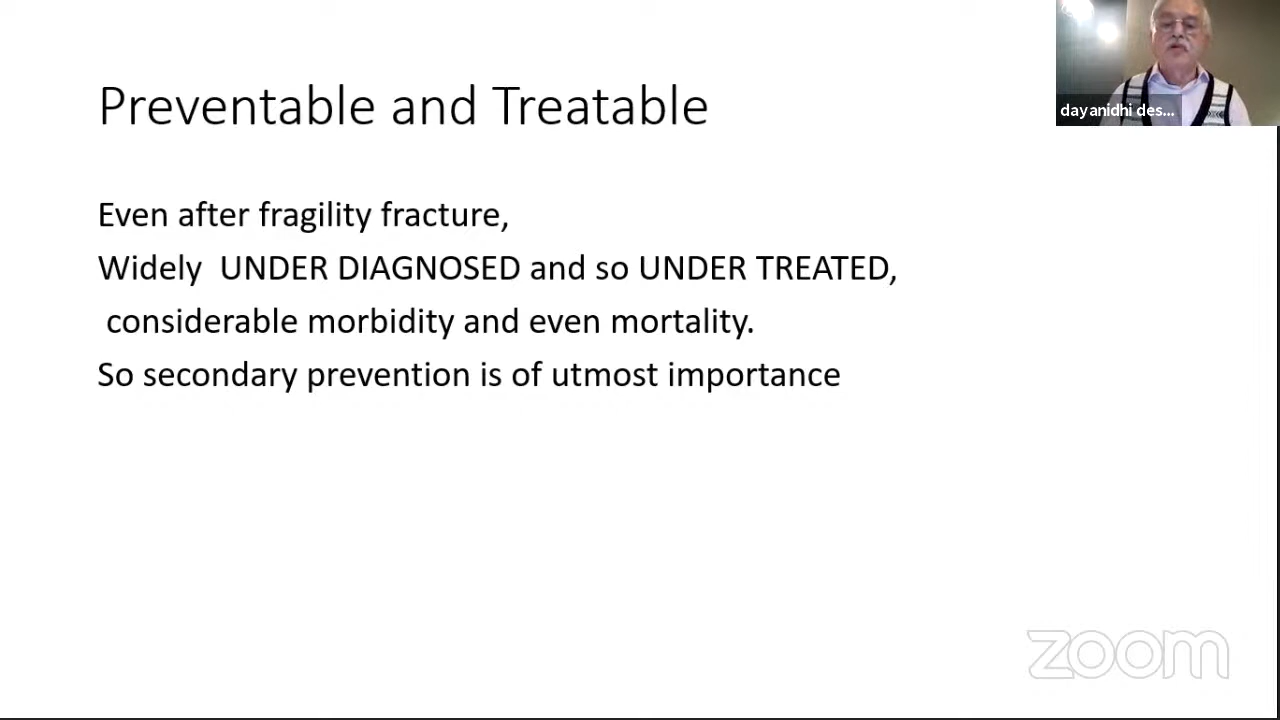 Preventable and Treatable
Even after fragility fracture,
Widely UNDER DIAGNOSED and so UNDER TREATED,
considerable morbidity and even mortality.
So secondary prevention is of utmost importance
dayanidhi des...
zoom